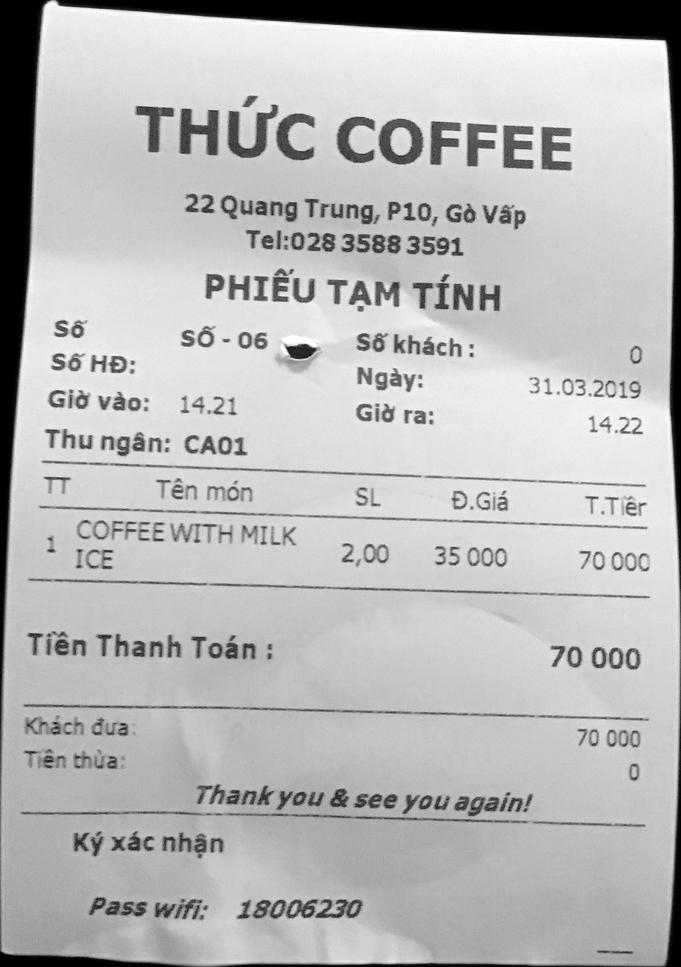 THỨC COFFEE
22 Quang Trung, P10, Gò Vấp
Tel:028 3588 3591
PHIẾU TẠM TÍNH
Số SỐ - 06 Số khách : 0
Số HĐ: Ngày: 31.03.2019
Giờ vào: 14.21 Giờ ra: 14.22
Thu ngân: CA01
TT Tên món SL Đ.Giá T.Tiền
1 COFFEE WITH MILK ICE 2,00 35 000 70 000
Tiền Thanh Toán : 70 000
Khách đưa: 70 000
Tiền thừa: 0
Thank you & see you again!
Ký xác nhận
Pass wifi: 18006230